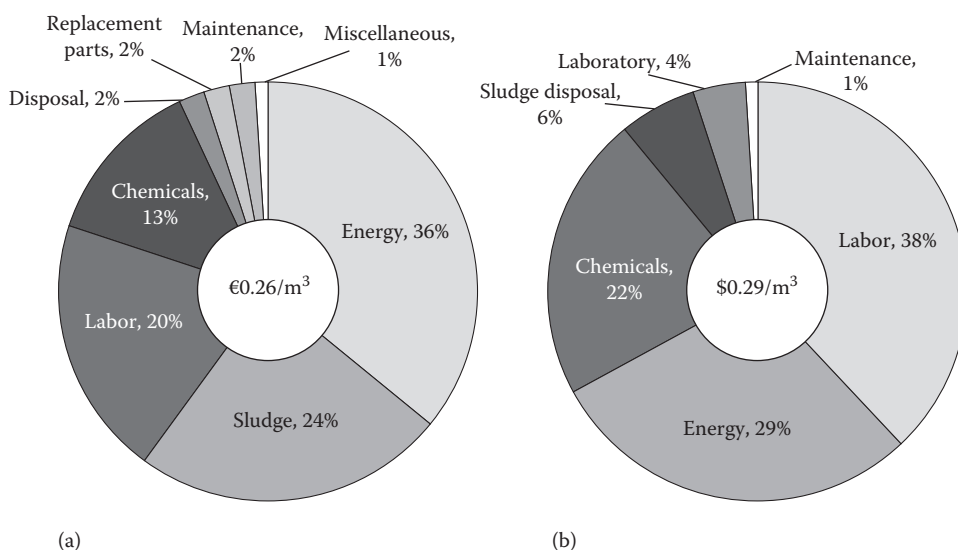 Replacement
parts, 2%
Maintenance,
2%
Miscellaneous,
1%
Disposal, 2%
Chemicals,
13%
Energy, 36%
€0.26/m³
Labor, 20%
Sludge, 24%
(a)
Laboratory, 4%
Maintenance,
1%
Sludge disposal,
6%
Labor, 38%
Chemicals,
22%
$0.29/m³
Energy, 29%
(b)